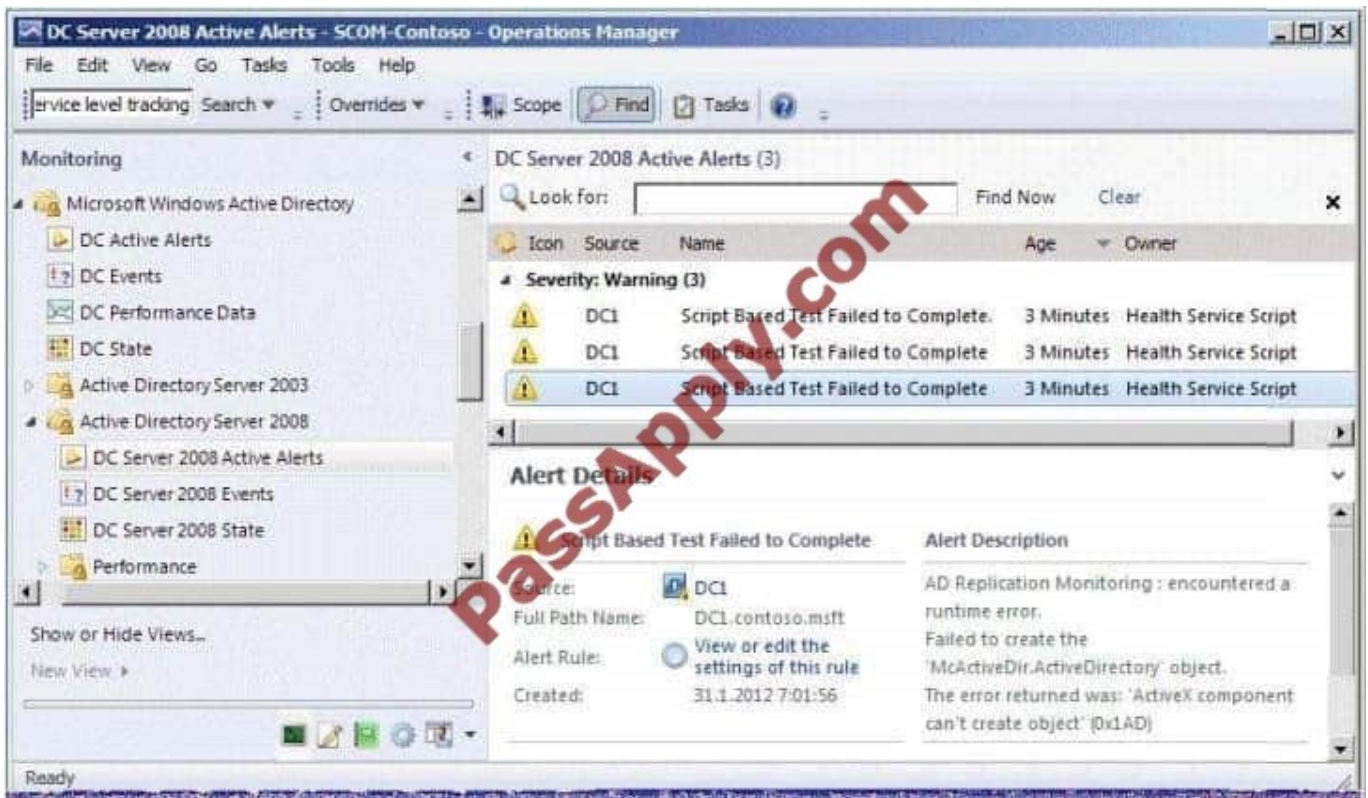 DC Server 2008 Active Alerts - SCOM-Contoso - Operations Manager
File Edit View Go Tasks Tools Help
ervice level tracking Search Overrides Scope Find Tasks
Monitoring
Microsoft Windows Active Directory
DC Active Alerts
DC Events
DC Performance Data
DC State
Active Directory Server 2003
Active Directory Server 2008
DC Server 2008 Active Alerts
DC Server 2008 Events
DC Server 2008 State
Performance
Show or Hide Views...
New View
DC Server 2008 Active Alerts (3)
Look for: Find Now Clear
Icon Source Name Age Owner
Severity: Warning (3)
DC1 Script Based Test Failed to Complete. 3 Minutes Health Service Script
DC1 Script Based Test Failed to Complete 3 Minutes Health Service Script
DC1 Script Based Test Failed to Complete 3 Minutes Health Service Script
Alert Details
Script Based Test Failed to Complete
Source: DC1
Full Path Name: DC1.contoso.msft
Alert Rule: View or edit the
settings of this rule
Created: 31.1.2012 7:01:56
Alert Description
AD Replication Monitoring : encountered a
runtime error.
Failed to create the
'McActiveDir.ActiveDirectory' object.
The error returned was: 'ActiveX component
can't create object' (0x1AD)
Ready
PassApply.com